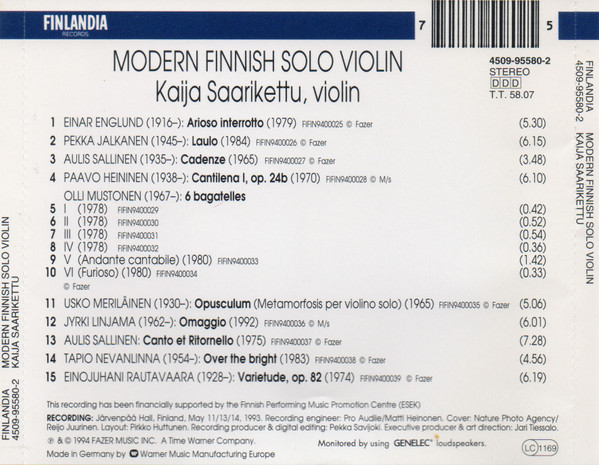 FINLANDIA
RECORDS
7 5
4509-95580-2
STEREO
DDD
T.T. 58.07
MODERN FINNISH SOLO VIOLIN
Kaija Saarikettu, violin
1 EINAR ENGLUND (1916–): Arioso interrotto (1979) FIFIN9400025 © Fazer (5.30)
2 PEKKA JALKANEN (1945–): Laulo (1984) FIFIN9400026 © Fazer (6.15)
3 AULIS SALLINEN (1935–): Cadenze (1965) FIFIN9400027 © Fazer (3.48)
4 PAAVO HEININEN (1938–): Cantilena I, op. 24b (1970) FIFIN9400028 © M/s (6.10)
OLLI MUSTONEN (1967–): 6 bagatelles
5 I (1978) FIFIN9400029 (0.42)
6 II (1978) FIFIN9400030 (0.52)
7 III (1978) FIFIN9400031 (0.54)
8 IV (1978) FIFIN9400032 (0.36)
9 V (Andante cantabile) (1980) FIFIN9400033 (1.42)
10 VI (Furioso) (1980) FIFIN9400034 (0.33)
© Fazer
11 USKO MERILÄINEN (1930–): Opusculum (Metamorfosis per violino solo) (1965) FIFIN9400035 © Fazer (5.06)
12 JYRKI LINJAMA (1962–): Omaggio (1992) FIFIN9400036 © M/s (6.01)
13 AULIS SALLINEN: Canto et Ritornello (1975) FIFIN9400037 © Fazer (7.28)
14 TAPIO NEVANLINNA (1954–): Over the bright (1983) FIFIN9400038 © Fazer (4.56)
15 EINOJUHANI RAUTAVAARA (1928–): Varietude, op. 82 (1974) FIFIN9400039 © Fazer (6.19)
This recording has been financially supported by the Finnish Performing Music Promotion Centre (ESEK)
RECORDING: Järvenpää Hall, Finland, May 11/13/14, 1993. Recording engineer: Pro Audile/Matti Heinonen. Cover: Nature Photo Agency/
Reijo Juurinen. Layout: Pirkko Huttunen. Recording producer & digital editing: Pekka Savijoki. Executive producer & art direction: Jari Tiessalo.
℗ & © 1994 FAZER MUSIC INC. A Time Warner Company.
Made in Germany by Warner Music Manufacturing Europe
Monitored by using GENELEC® loudspeakers.
LC 1169
FINLANDIA MODERN FINNISH SOLO VIOLIN
4509-95580-2 KAIJA SAARIKETTU
FINLANDIA MODERN FINNISH SOLO VIOLIN
4509-95580-2 KAIJA SAARIKETTU